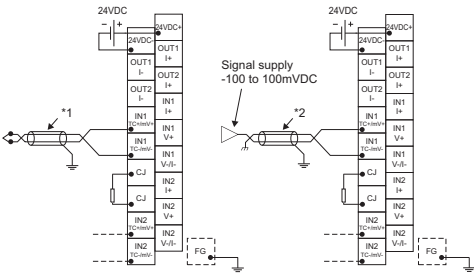 24VDC
− +
24VDC+
24VDC-
OUT1
I+
OUT1
I-
OUT2
I+
OUT2
I-
IN1
I+
IN1
TC+/mV+
IN1
V+
IN1
TC-/mV-
IN1
V-/I-
CJ
IN2
I+
CJ
IN2
V+
IN2
TC+/mV+
IN2
V-/I-
IN2
TC-/mV-
FG
*1
Signal supply
-100 to 100mVDC
*2
24VDC
− +
24VDC+
24VDC-
OUT1
I+
OUT1
I-
OUT2
I+
OUT2
I-
IN1
I+
IN1
TC+/mV+
IN1
V+
IN1
TC-/mV-
IN1
V-/I-
CJ
IN2
I+
CJ
IN2
V+
IN2
TC+/mV+
IN2
V-/I-
IN2
TC-/mV-
FG